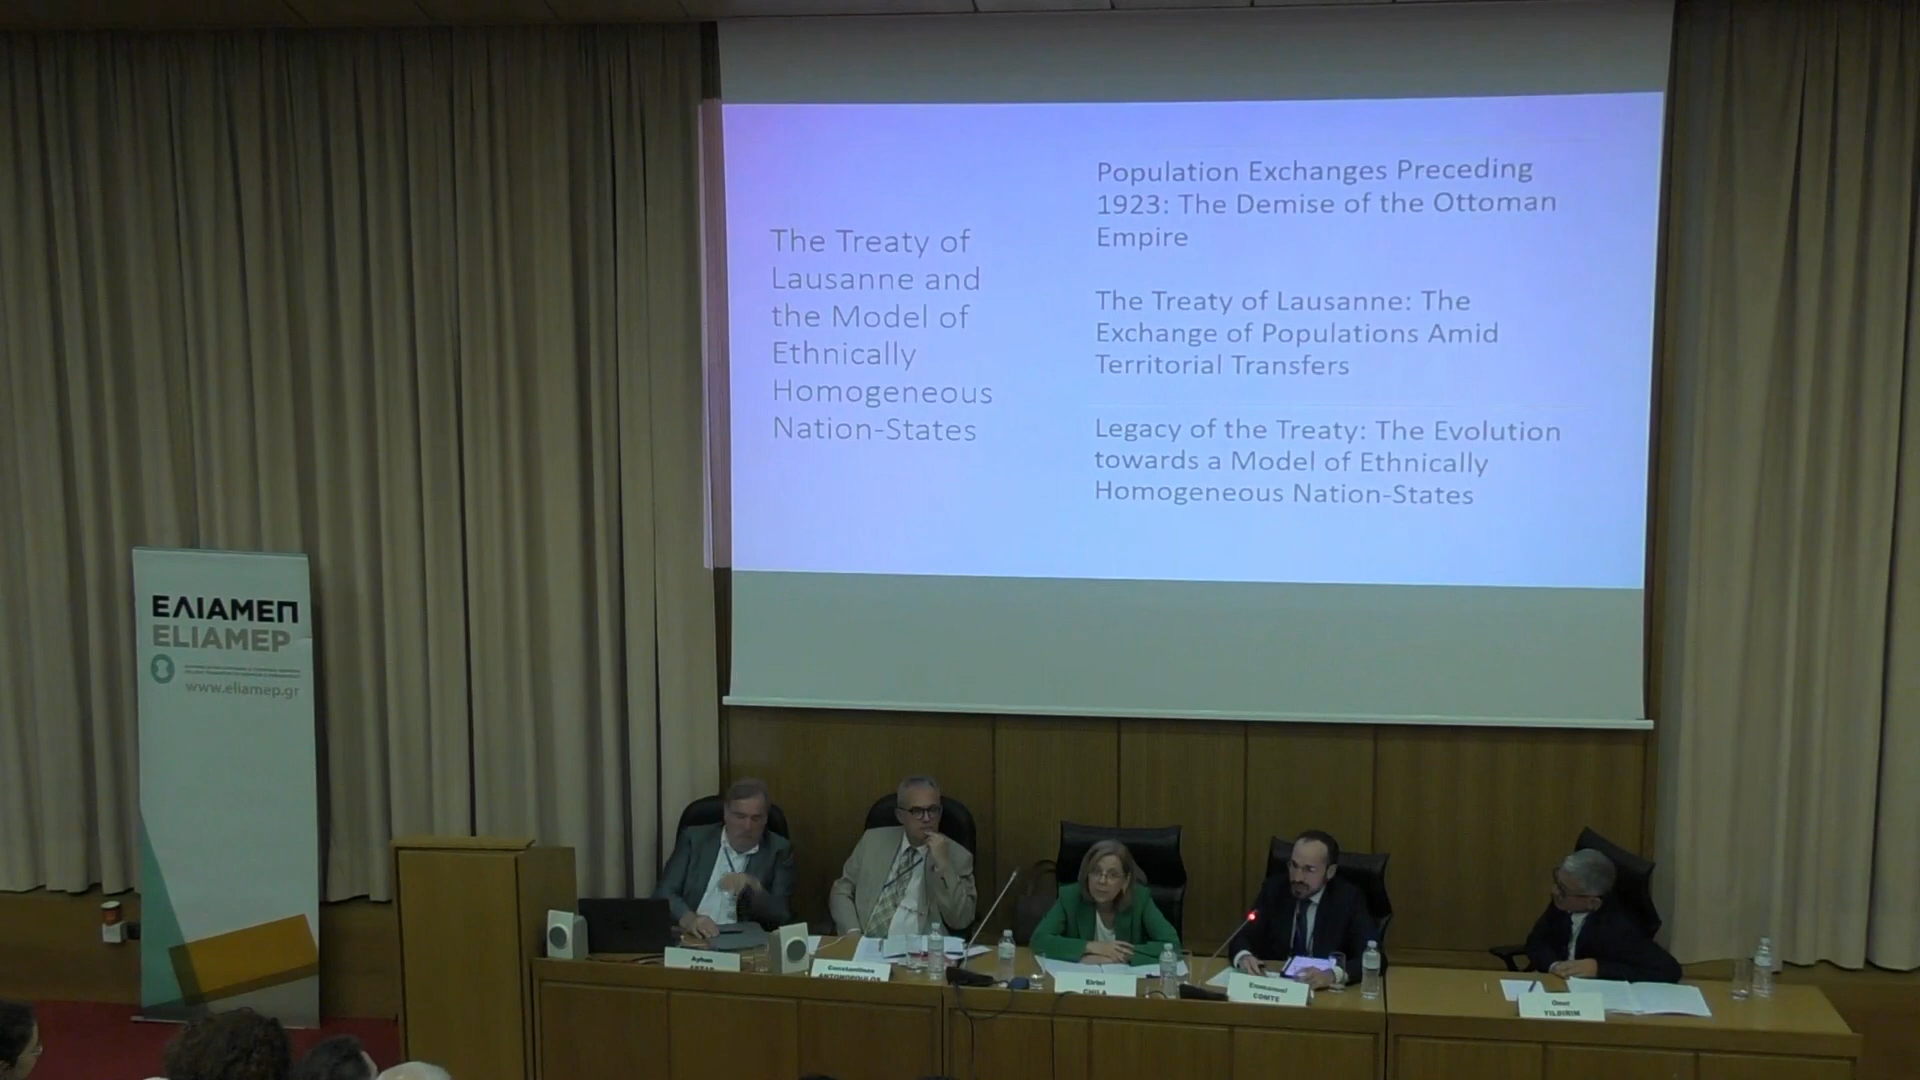 The Treaty of
Lausanne and
the Model of
Ethnically
Homogeneous
Nation-States
Population Exchanges Preceding
1923: The Demise of the Ottoman
Empire
The Treaty of Lausanne: The
Exchange of Populations Amid
Territorial Transfers
Legacy of the Treaty: The Evolution
towards a Model of Ethnically
Homogeneous Nation-States
ΕΛΙΑΜΕΠ
ELIAMEP
www.eliamep.gr
Ayhan
Constantinos
ANTONOPOULOS
Eirini
CHILA
Emmanuel
COMTE
Onur
YILDIRIM